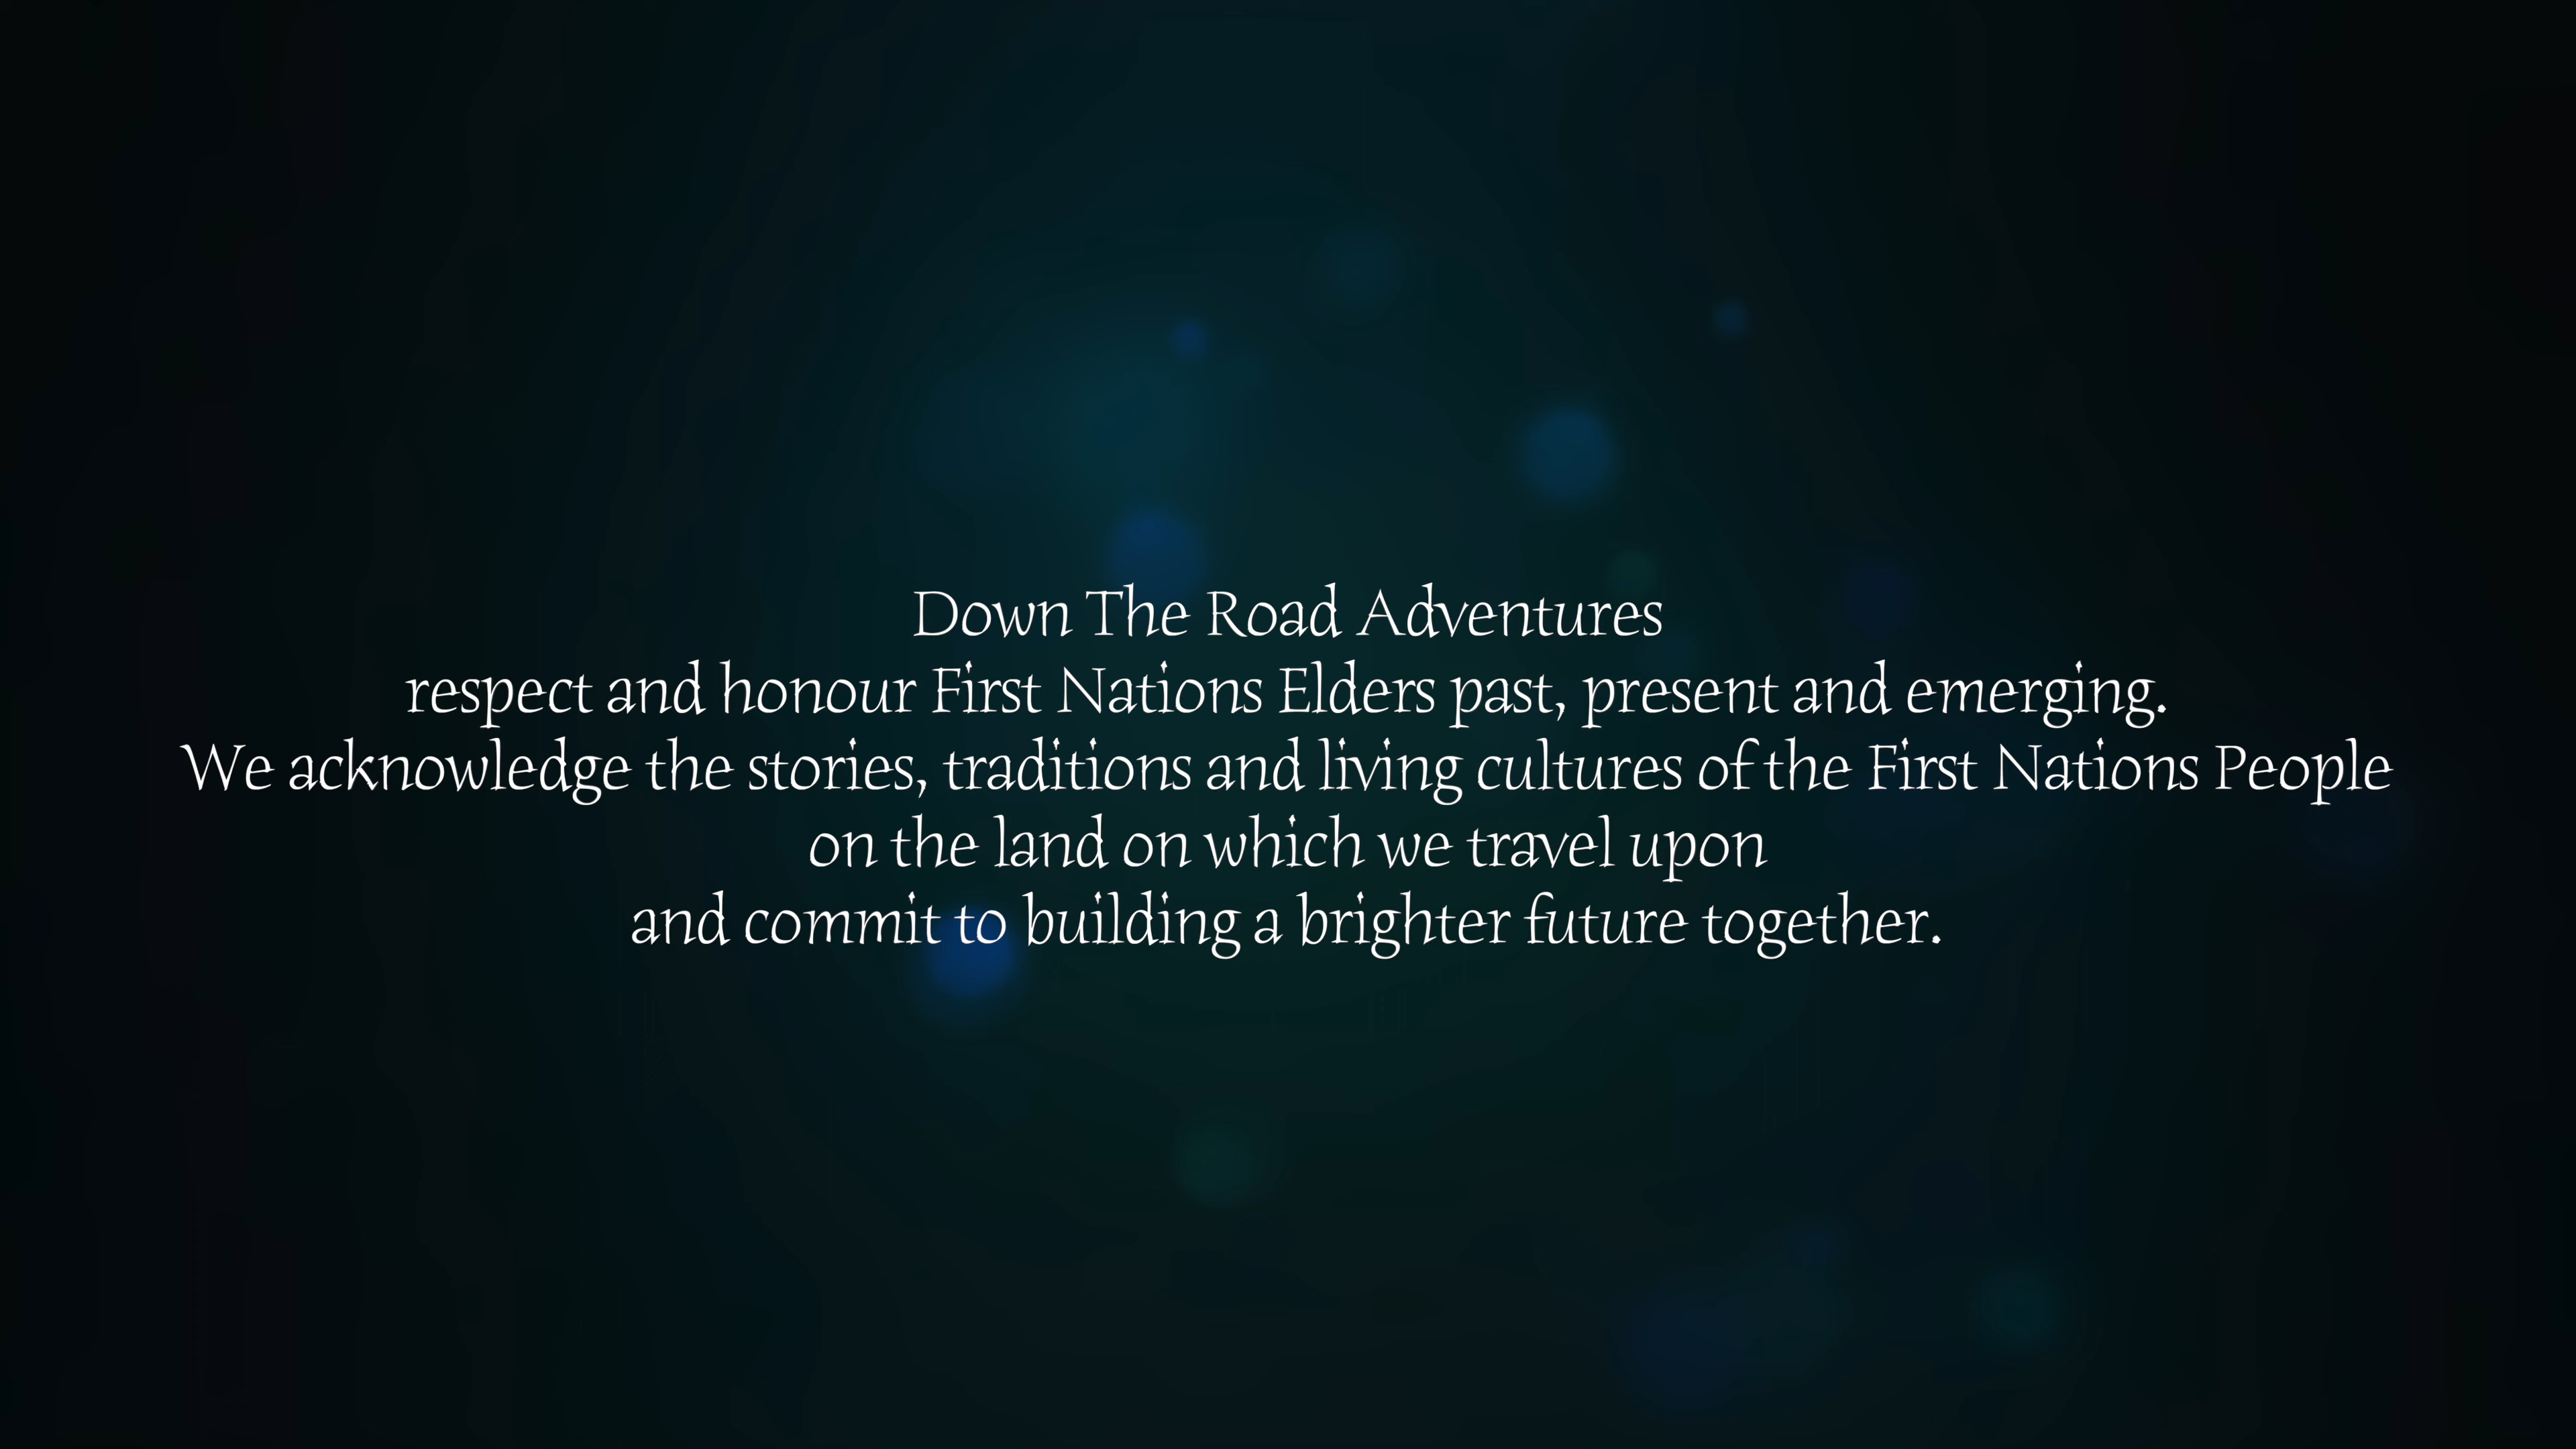 Down The Road Adventures
respect and honour First Nations Elders past, present and emerging.
We acknowledge the stories, traditions and living cultures of the First Nations People
on the land on which we travel upon
and commit to building a brighter future together.